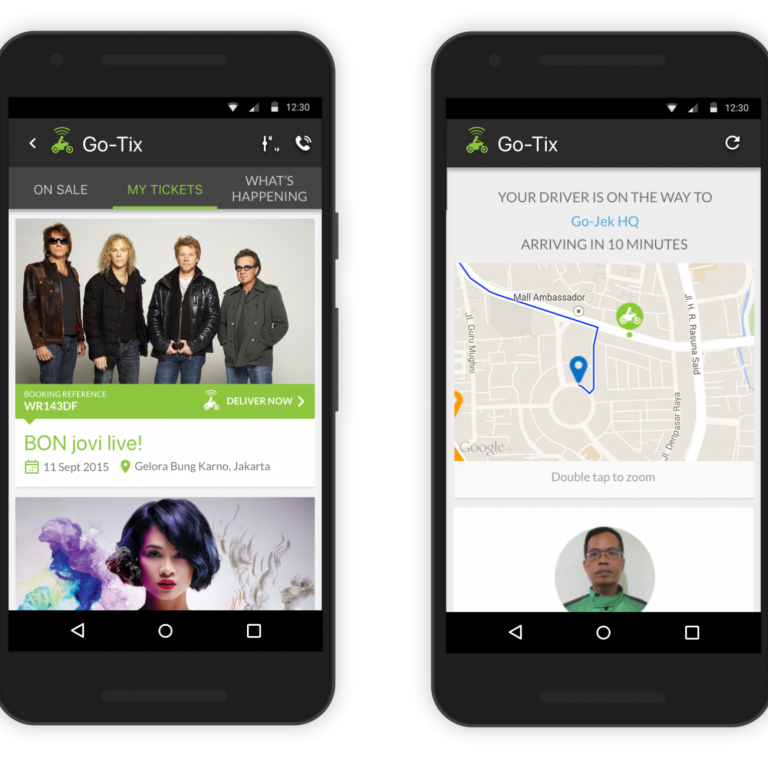 12:30
Go-Tix
ON SALE
MY TICKETS
WHAT'S
HAPPENING
BOOKING REFERENCE
WR143DF
DELIVER NOW
BON jovi live!
11 Sept 2015
Gelora Bung Karno, Jakarta
12:30
Go-Tix
YOUR DRIVER IS ON THE WAY TO
Go-Jek HQ
ARRIVING IN 10 MINUTES
Mall Ambassador
Jl. Guru Mughni
Jl. H. R. Rasuna Said
Jl. Denpasar Raya
Google
Double tap to zoom